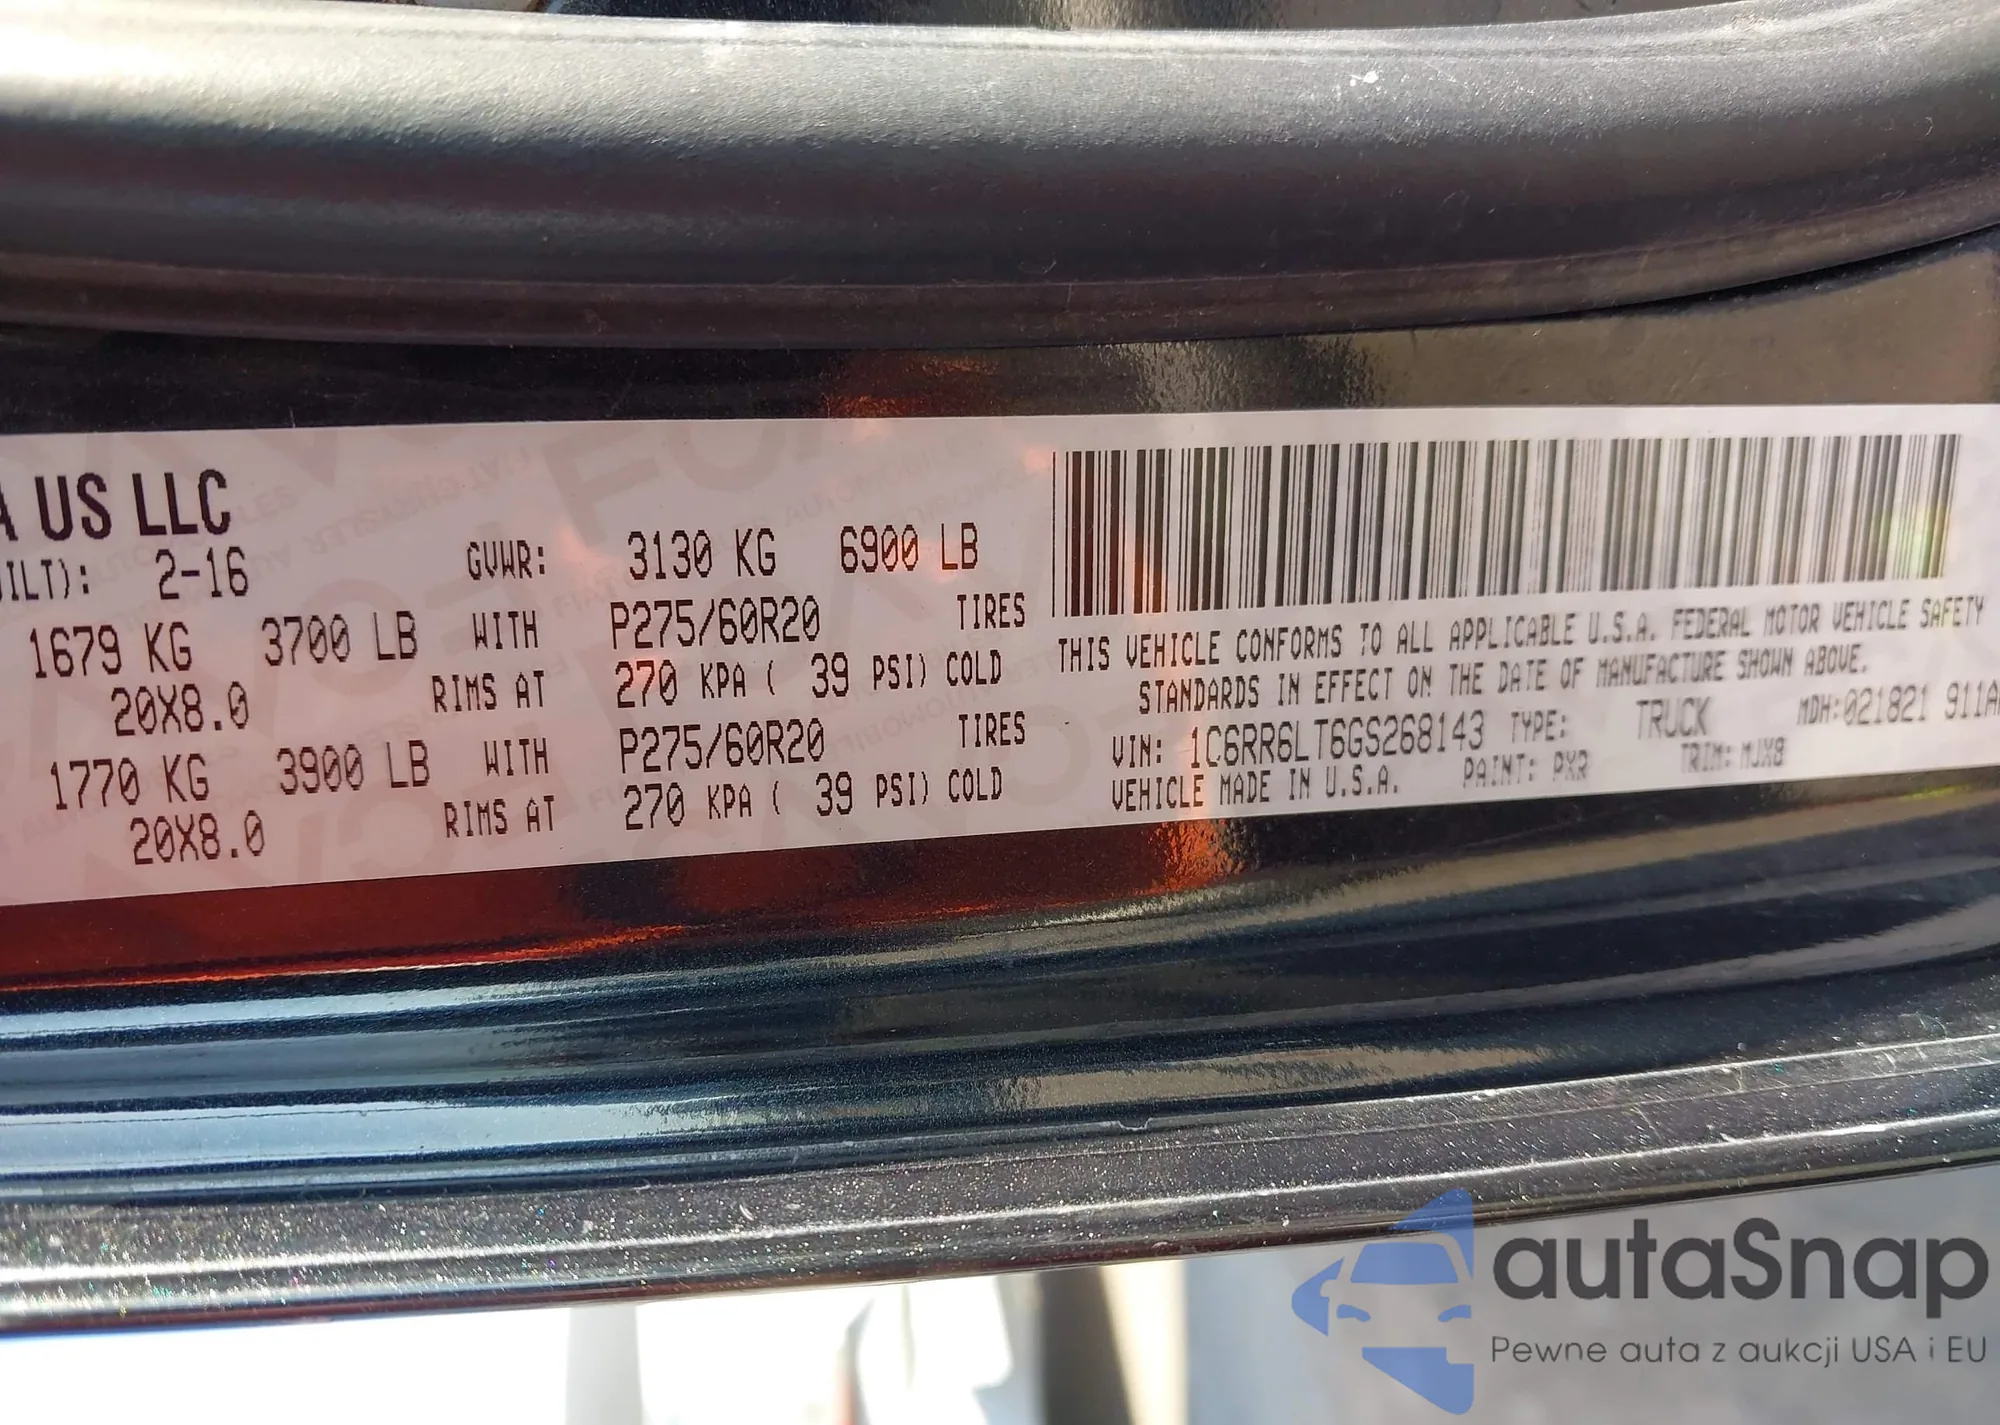 A US LLC
UILT): 2-16 GVWR: 3130 KG 6900 LB
1679 KG 3700 LB WITH P275/60R20 TIRES
20X8.0 RIMS AT 270 KPA ( 39 PSI) COLD
1770 KG 3900 LB WITH P275/60R20 TIRES
20X8.0 RIMS AT 270 KPA ( 39 PSI) COLD
THIS VEHICLE CONFORMS TO ALL APPLICABLE U.S.A. FEDERAL MOTOR VEHICLE SAFETY
STANDARDS IN EFFECT ON THE DATE OF MANUFACTURE SHOWN ABOVE.
VIN: 1C6RR6LT6GS268143 TYPE: TRUCK MDH:021821 911A
VEHICLE MADE IN U.S.A. PAINT: PXR TRIM: MJX8
autaSnap
Pewne auta z aukcji USA i EU